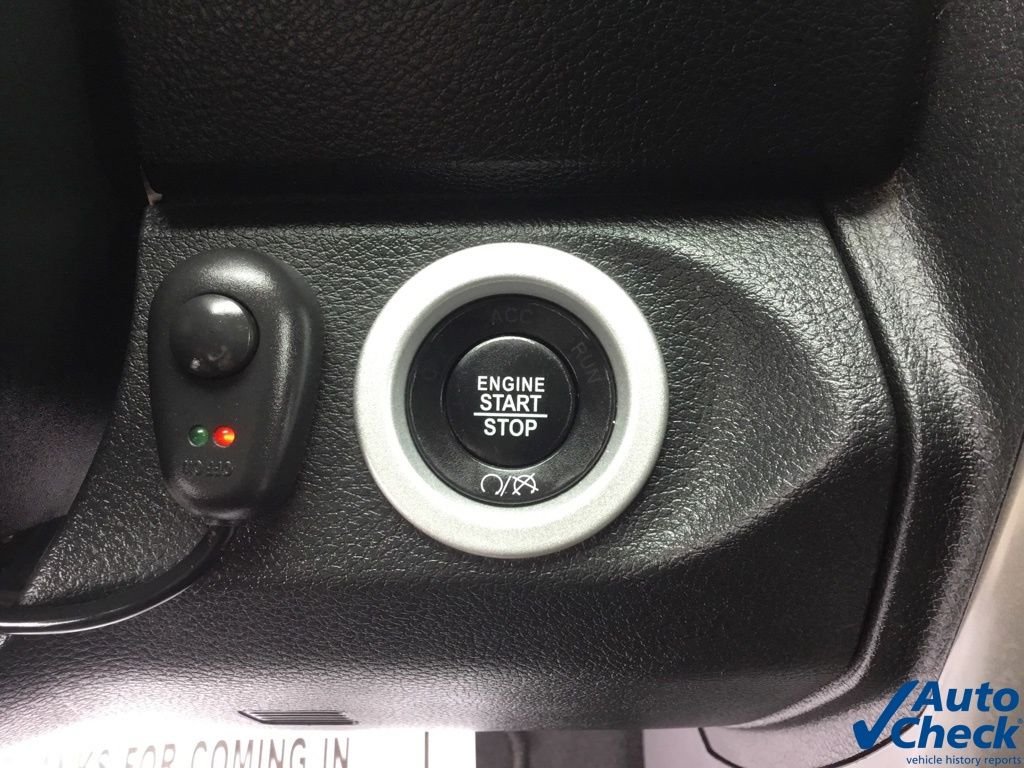 ACC
RUN
ENGINE
START
STOP
FOR COMING IN
Auto
Check
vehicle history reports